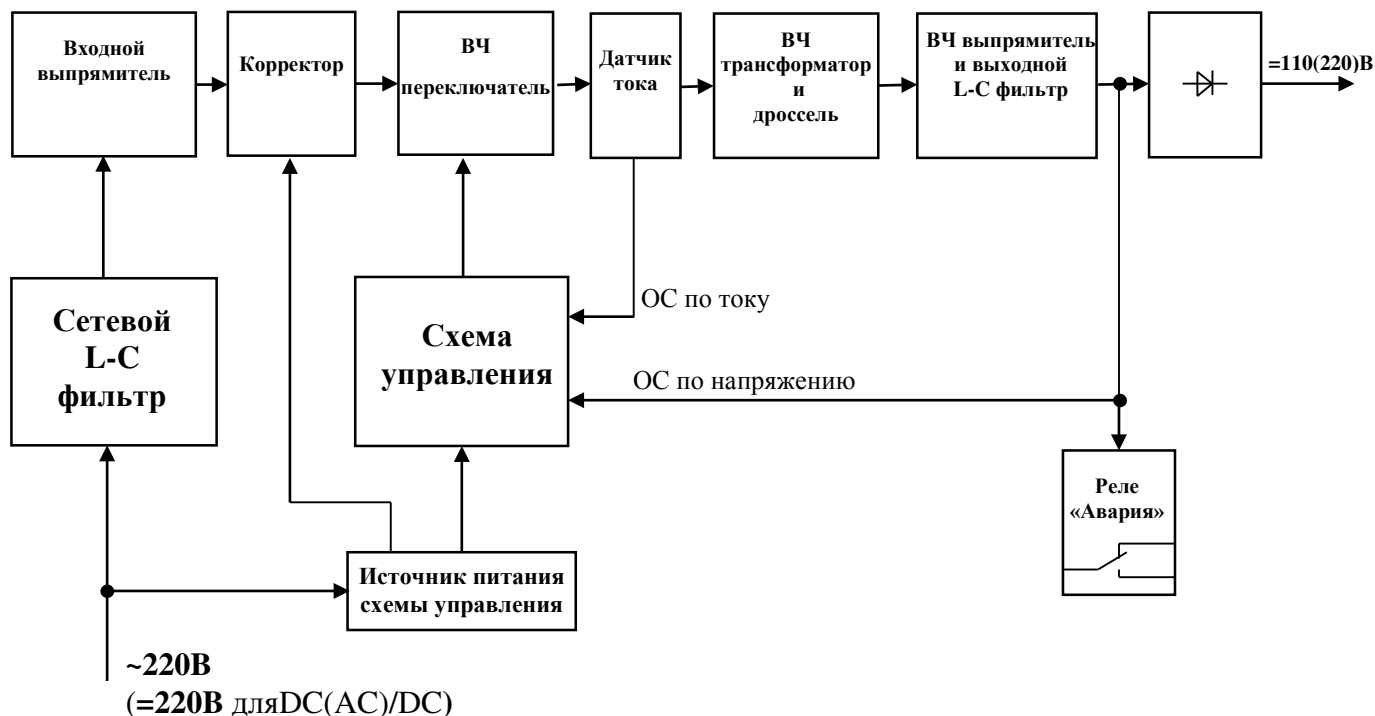 Входной
выпрямитель
Корректор
ВЧ
переключатель
Датчик
тока
ВЧ
трансформатор
и
дроссель
ВЧ выпрямитель
и выходной
L-C фильтр
=110(220)В
Сетевой
L-C
фильтр
Схема
управления
ОС по току
ОС по напряжению
Реле
«Авария»
Источник питания
схемы управления
~220В
(=220В дляDC(AC)/DC)